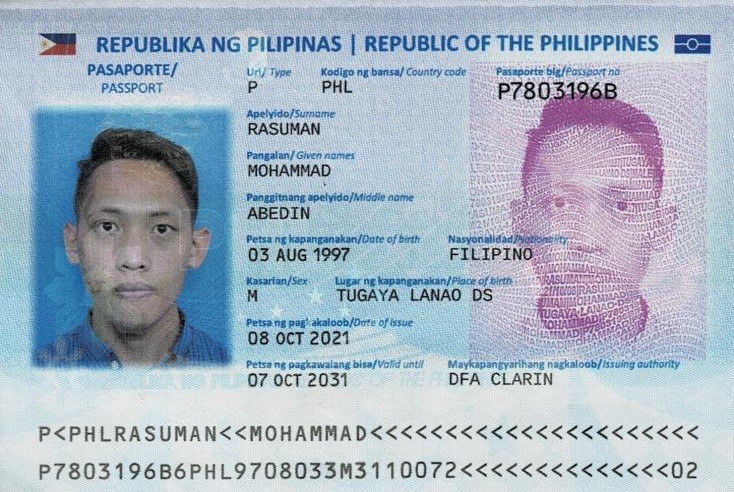 REPUBLIKA NG PILIPINAS | REPUBLIC OF THE PHILIPPINES
PASAPORTE/
PASSPORT
Uri/ Type Kodigo ng bansa/ Country code Pasaporte blg/Passport no
P PHL P7803196B
Apelyido/Surname
RASUMAN
Pangalan/ Given names
MOHAMMAD
Panggitnang apelyido/Middle name
ABEDIN
Petsa ng kapanganakan/Date of birth Nasyonalidad/Nationality
03 AUG 1997 FILIPINO
Kasarian/Sex Lugar ng kapanganakan/Place of birth
M TUGAYA LANAO DS
Petsa ng pagkakaloob/Date of issue
08 OCT 2021
Petsa ng pagkawalang bisa/Valid until Maykapangyarihang nagkaloob/Issuing authority
07 OCT 2031 DFA CLARIN
P<PHLRASUMAN<<MOHAMMAD<<<<<<<<<<<<<<<<<<<<<<
P7803196B6PHL9708033M3110072<<<<<<<<<<<<<<02